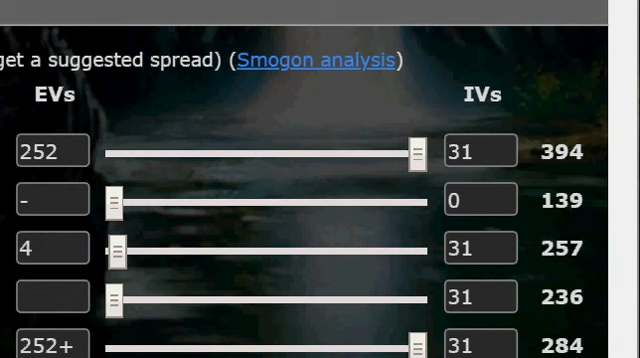 get a suggested spread) (Smogon analysis)
EVs IVs
252 31 394
- 0 139
4 31 257
31 236
252+ 31 284